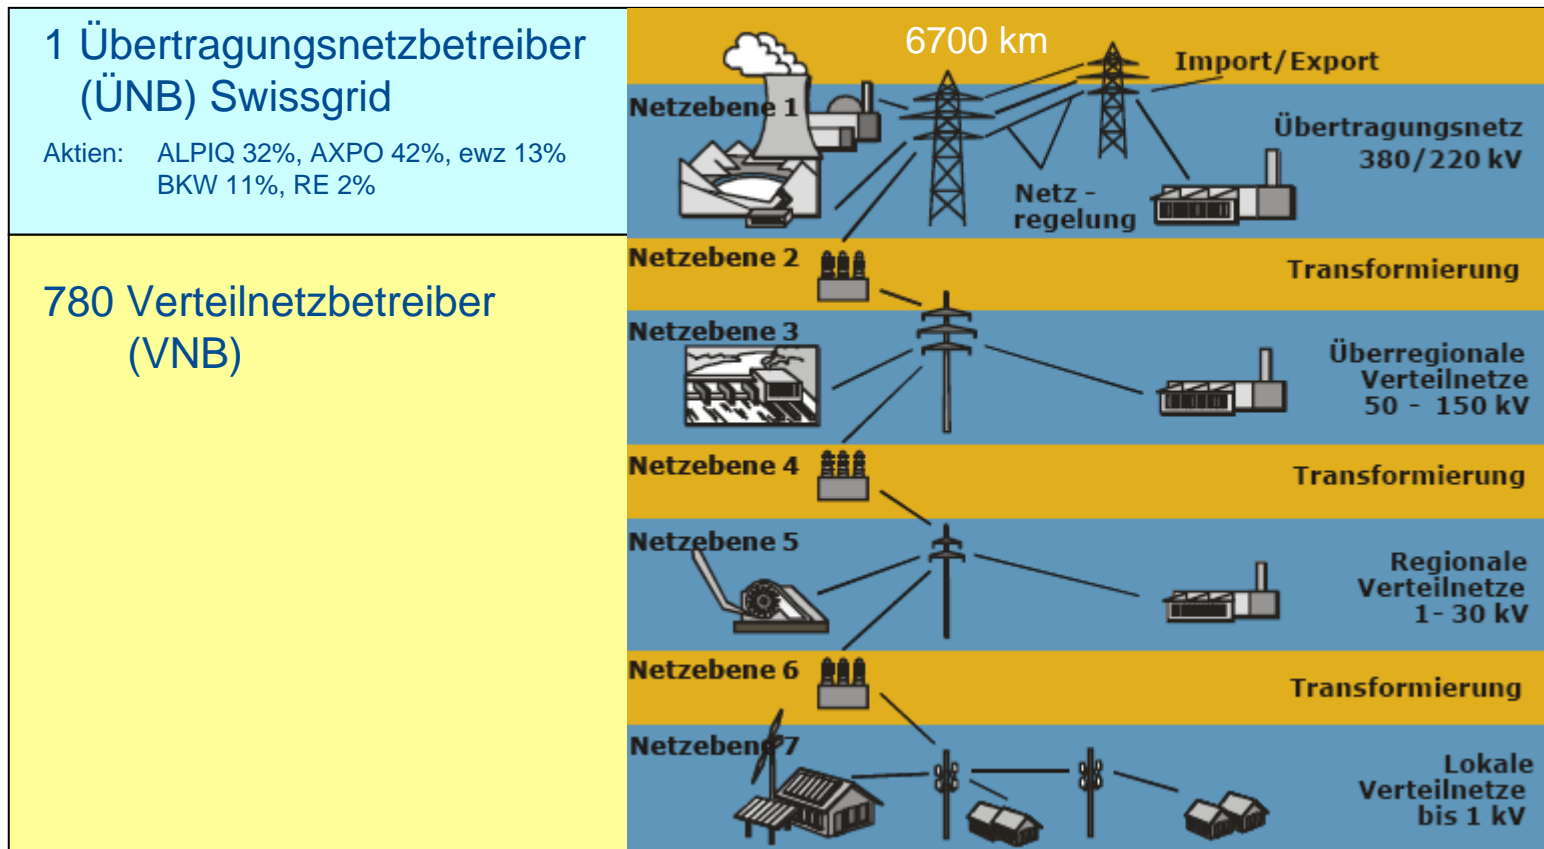 1 Übertragungsnetzbetreiber
(ÜNB) Swissgrid
Aktien: ALPIQ 32%, AXPO 42%, ewz 13%
BKW 11%, RE 2%
780 Verteilnetzbetreiber
(VNB)
6700 km
Import/Export
Netzebene 1
Übertragungsnetz
380/220 kV
Netz -
regelung
Netzebene 2
Transformierung
Netzebene 3
Überregionale
Verteilnetze
50 - 150 kV
Netzebene 4
Transformierung
Netzebene 5
Regionale
Verteilnetze
1- 30 kV
Netzebene 6
Transformierung
Netzebene 7
Lokale
Verteilnetze
bis 1 kV